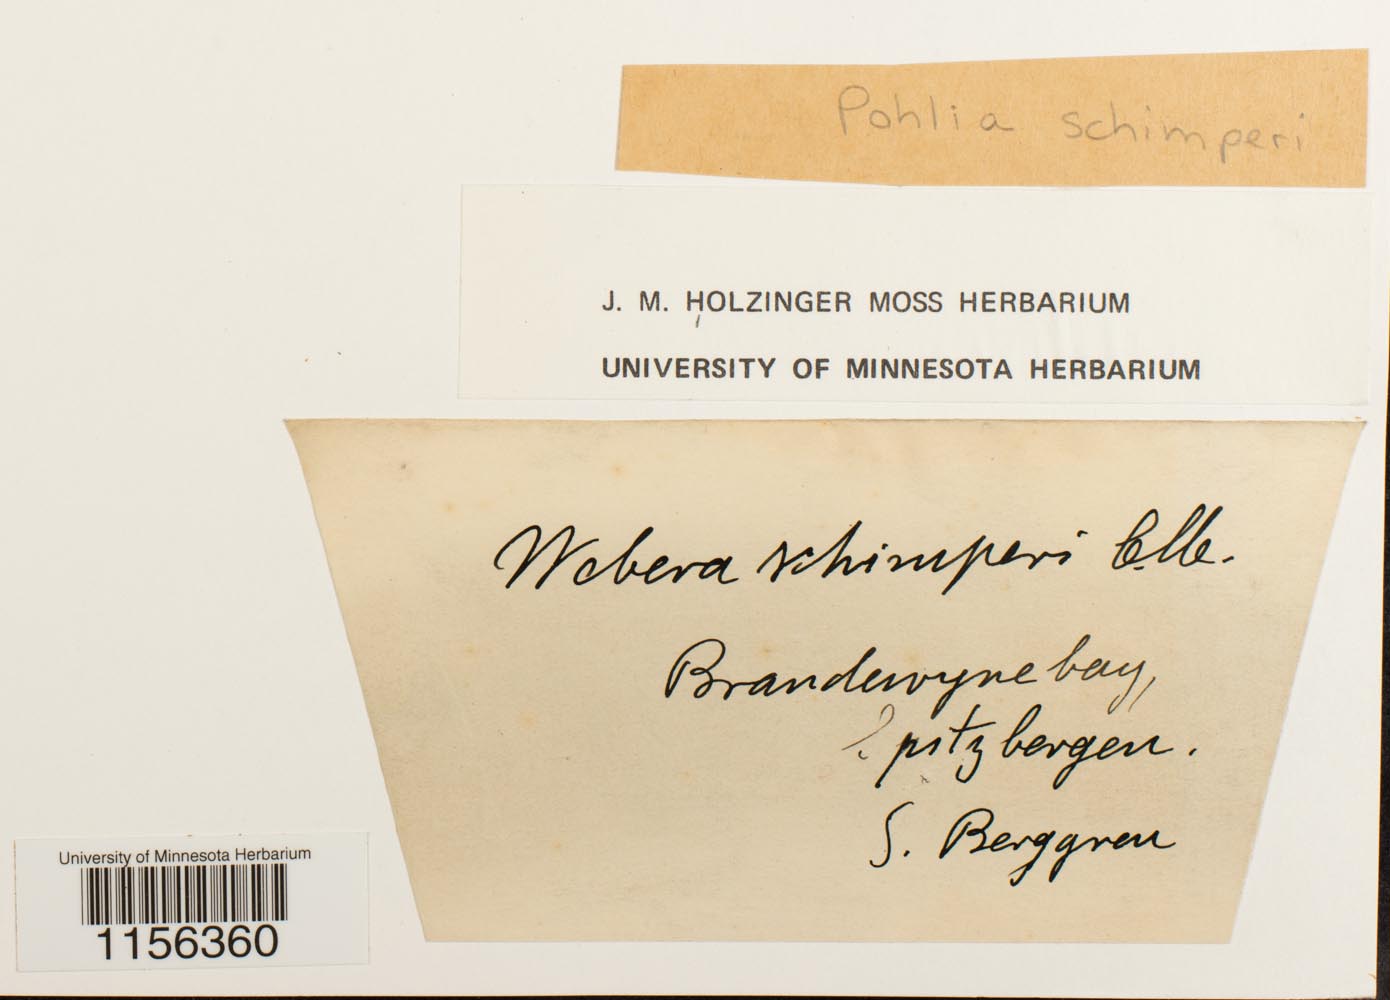 Pohlia schimperi
J. M. HOLZINGER MOSS HERBARIUM
UNIVERSITY OF MINNESOTA HERBARIUM
Webera schimperi
Brandewyne bay,
Spitzbergen.
S. Berggren
University of Minnesota Herbarium
1156360